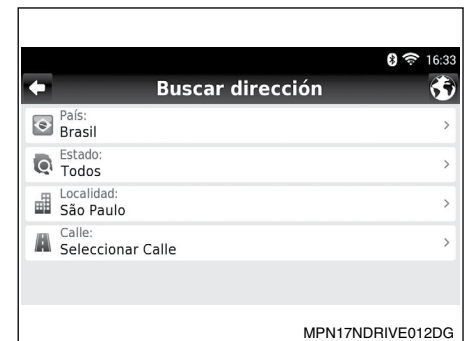 16:33
Buscar dirección
País:
Brasil
Estado:
Todos
Localidad:
São Paulo
Calle:
Seleccionar Calle
MPN17NDRIVE012DG